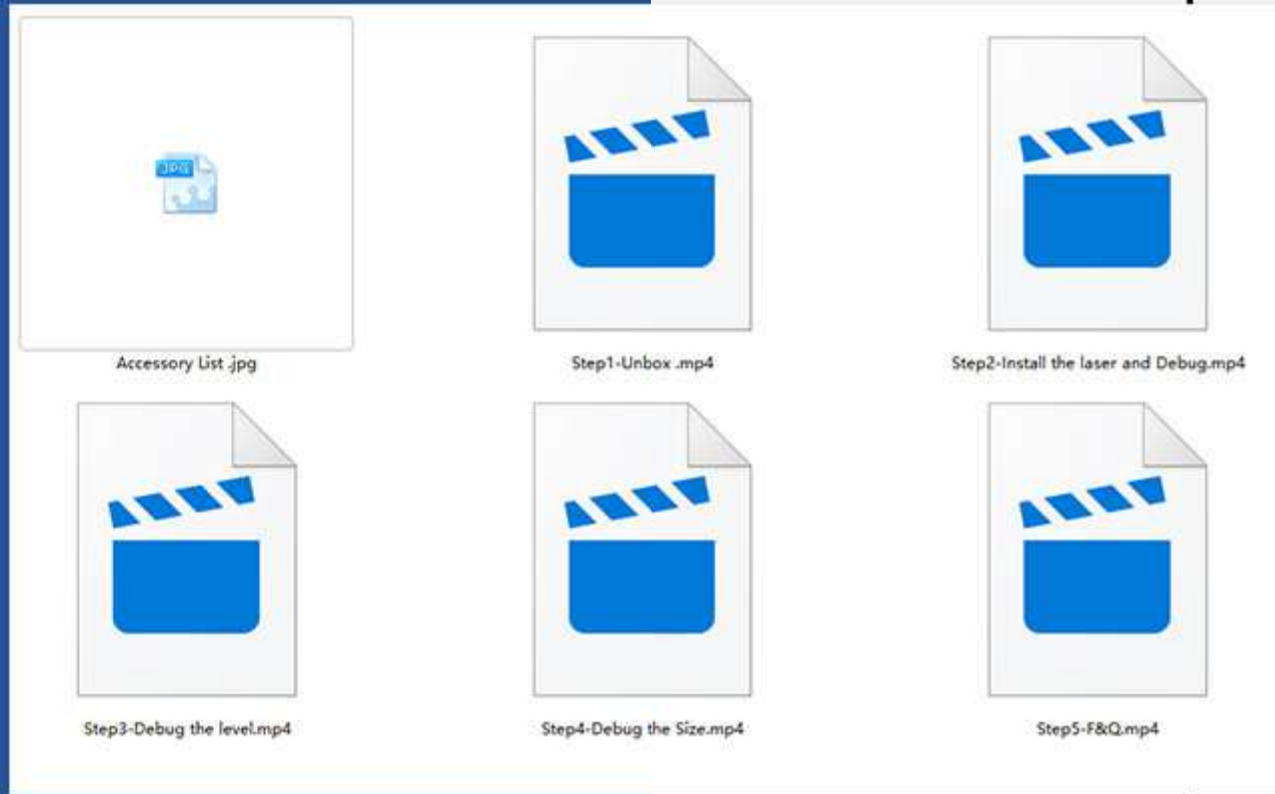 JPG
Accessory List .jpg
Step1-Unbox .mp4
Step2-Install the laser and Debug.mp4
Step3-Debug the level.mp4
Step4-Debug the Size.mp4
Step5-F&Q.mp4